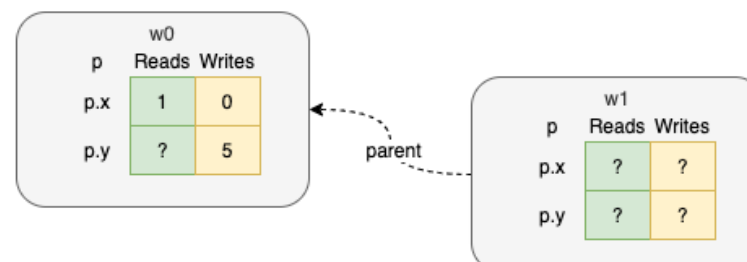 w0
p Reads Writes
p.x 1 0
p.y ? 5
parent
w1
p Reads Writes
p.x ? ?
p.y ? ?